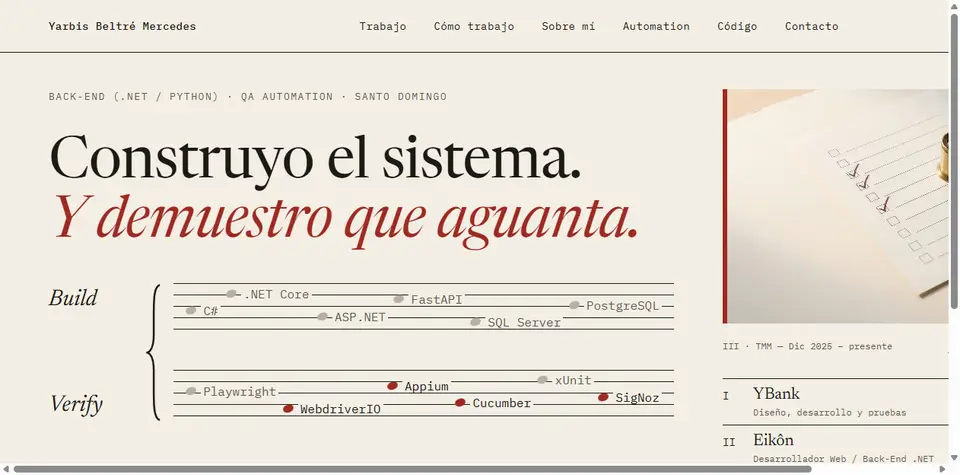 Yarbis Beltré Mercedes
Trabajo Cómo trabajo Sobre mí Automation Código Contacto
BACK-END (.NET / PYTHON) · QA AUTOMATION · SANTO DOMINGO
Construyo el sistema.
Y demuestro que aguanta.
Build
.NET Core
FastAPI
PostgreSQL
C#
ASP.NET
SQL Server
Verify
Playwright
Appium
xUnit
WebdriverIO
Cucumber
SigNoz
III · TMM — Dic 2025 – presente
I YBank
Diseño, desarrollo y pruebas
II Eikôn
Desarrollador Web / Back-End .NET